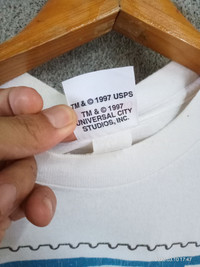 TM & © 1997 USPS
TM & © 1997
UNIVERSAL CITY
STUDIOS, INC.